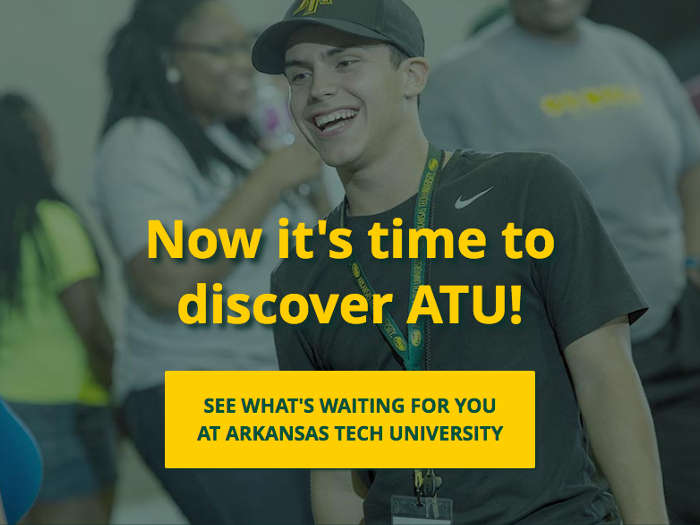 Now it's time to
discover ATU!
SEE WHAT'S WAITING FOR YOU
AT ARKANSAS TECH UNIVERSITY